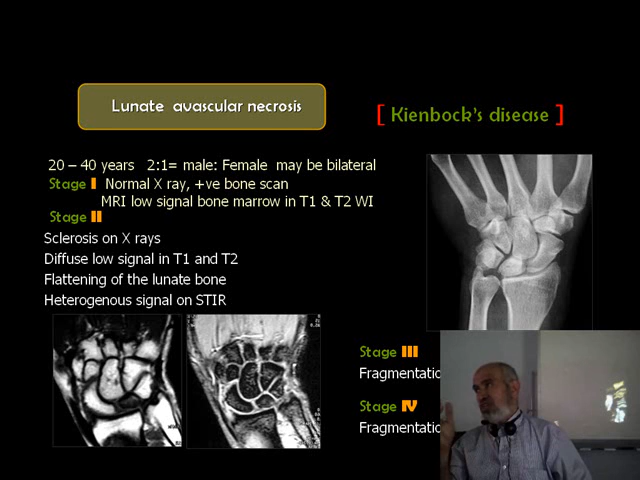 Lunate avascular necrosis
[ Kienbock's disease ]
20 – 40 years 2:1= male: Female may be bilateral
Stage I Normal X ray, +ve bone scan
MRI low signal bone marrow in T1 & T2 WI
Stage II
Sclerosis on X rays
Diffuse low signal in T1 and T2
Flattening of the lunate bone
Heterogenous signal on STIR
Stage III
Fragmentatio
Stage IV
Fragmentatio